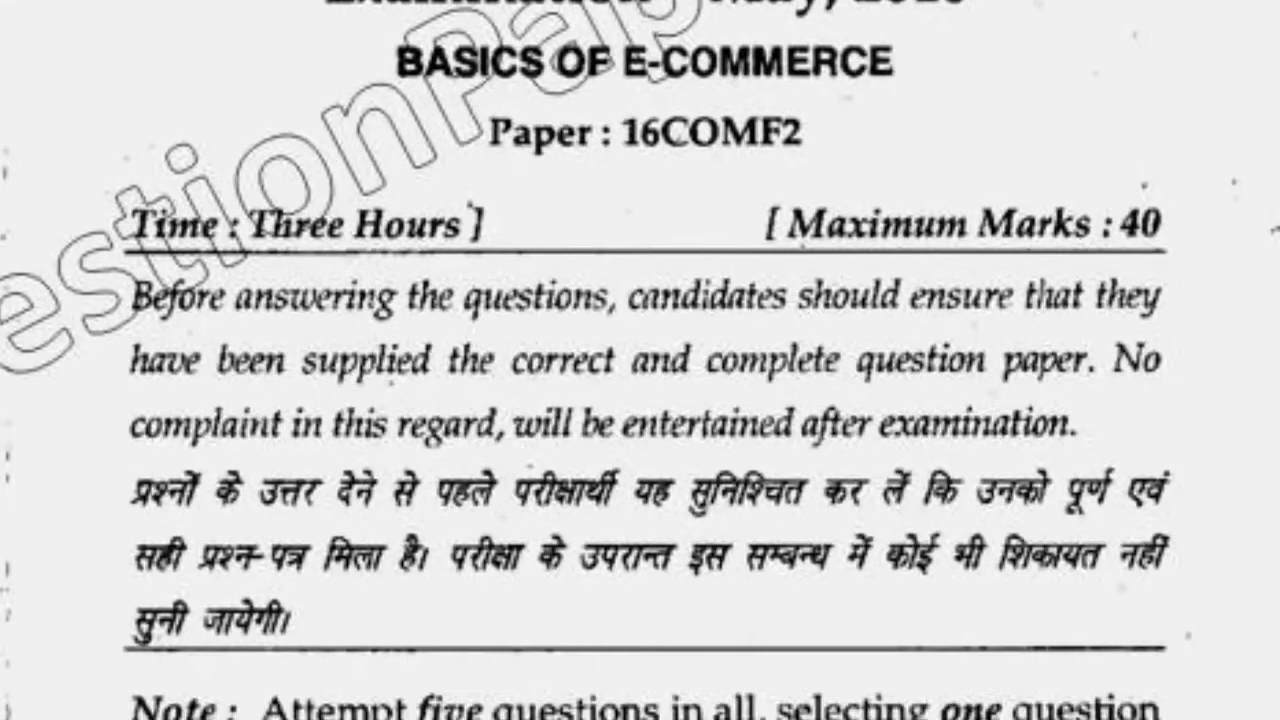 BASICS OF E-COMMERCE
Paper : 16COMF2
Time : Three Hours ] [ Maximum Marks : 40
Before answering the questions, candidates should ensure that they
have been supplied the correct and complete question paper. No
complaint in this regard, will be entertained after examination.
प्रश्नों के उत्तर देने से पहले परीक्षार्थी यह सुनिश्चित कर लें कि उनको पूर्ण एवं
सही प्रश्न-पत्र मिला है। परीक्षा के उपरान्त इस सम्बन्ध में कोई भी शिकायत नहीं
सुनी जायेगी।
Note : Attempt five questions in all, selecting one question
estionPap